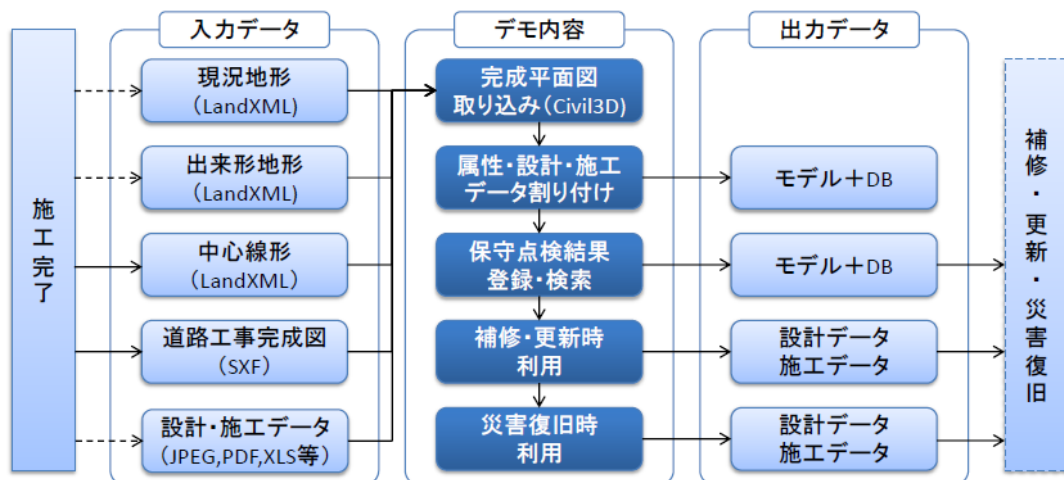 入力データ
デモ内容
出力データ
施工完了
現況地形
(LandXML)
出来形地形
(LandXML)
中心線形
(LandXML)
道路工事完成図
(SXF)
設計・施工データ
(JPEG,PDF,XLS等)
完成平面図
取り込み(Civil3D)
属性・設計・施工
データ割り付け
保守点検結果
登録・検索
補修・更新時
利用
災害復旧時
利用
モデル+DB
モデル+DB
設計データ
施工データ
設計データ
施工データ
補修・更新・災害復旧